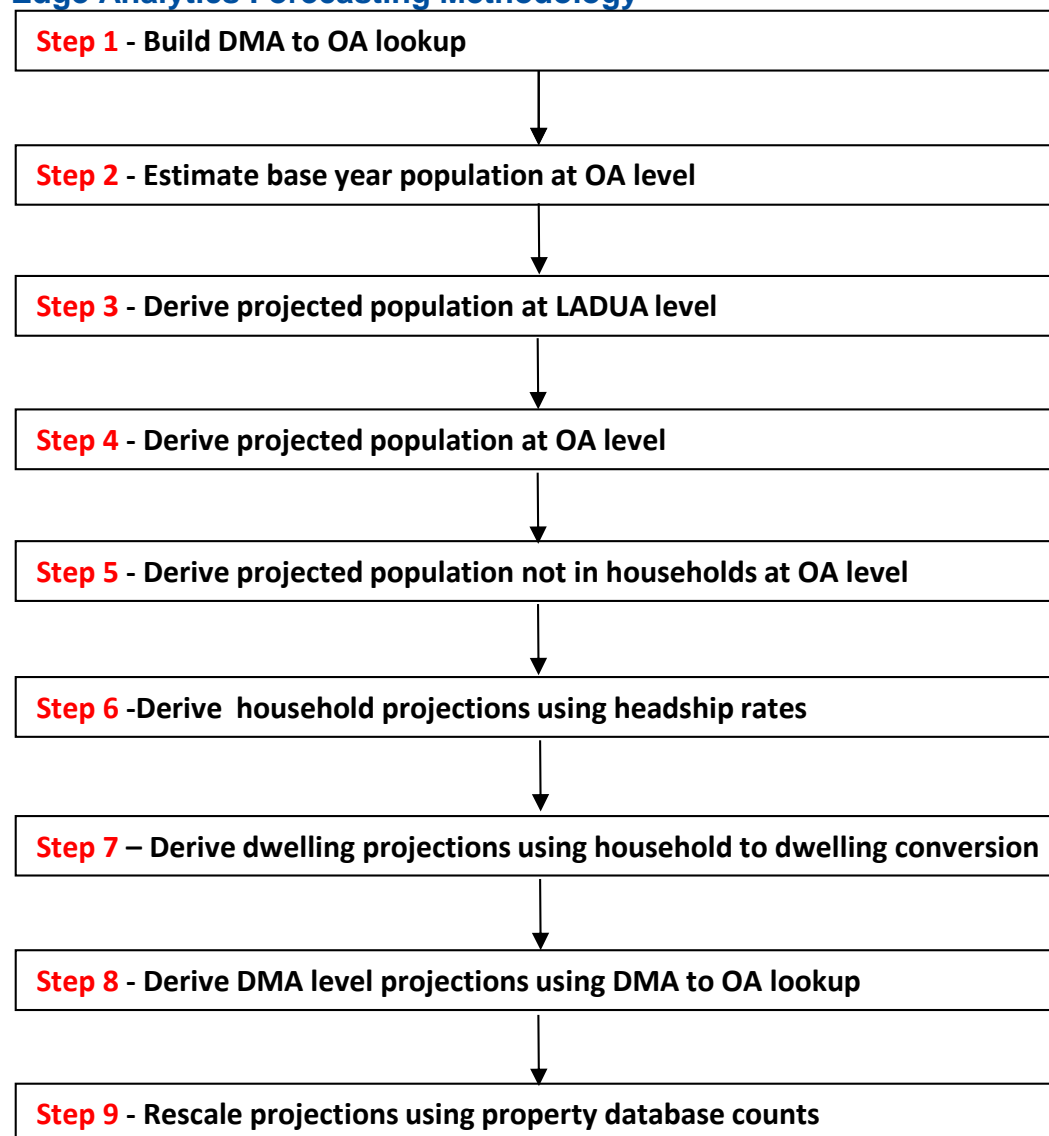 Edge Analytics Forecasting Methodology
Step 1 - Build DMA to OA lookup
Step 2 - Estimate base year population at OA level
Step 3 - Derive projected population at LADUA level
Step 4 - Derive projected population at OA level
Step 5 - Derive projected population not in households at OA level
Step 6 -Derive  household projections using headship rates
Step 7 – Derive dwelling projections using household to dwelling conversion
Step 8 - Derive DMA level projections using DMA to OA lookup
Step 9 - Rescale projections using property database counts